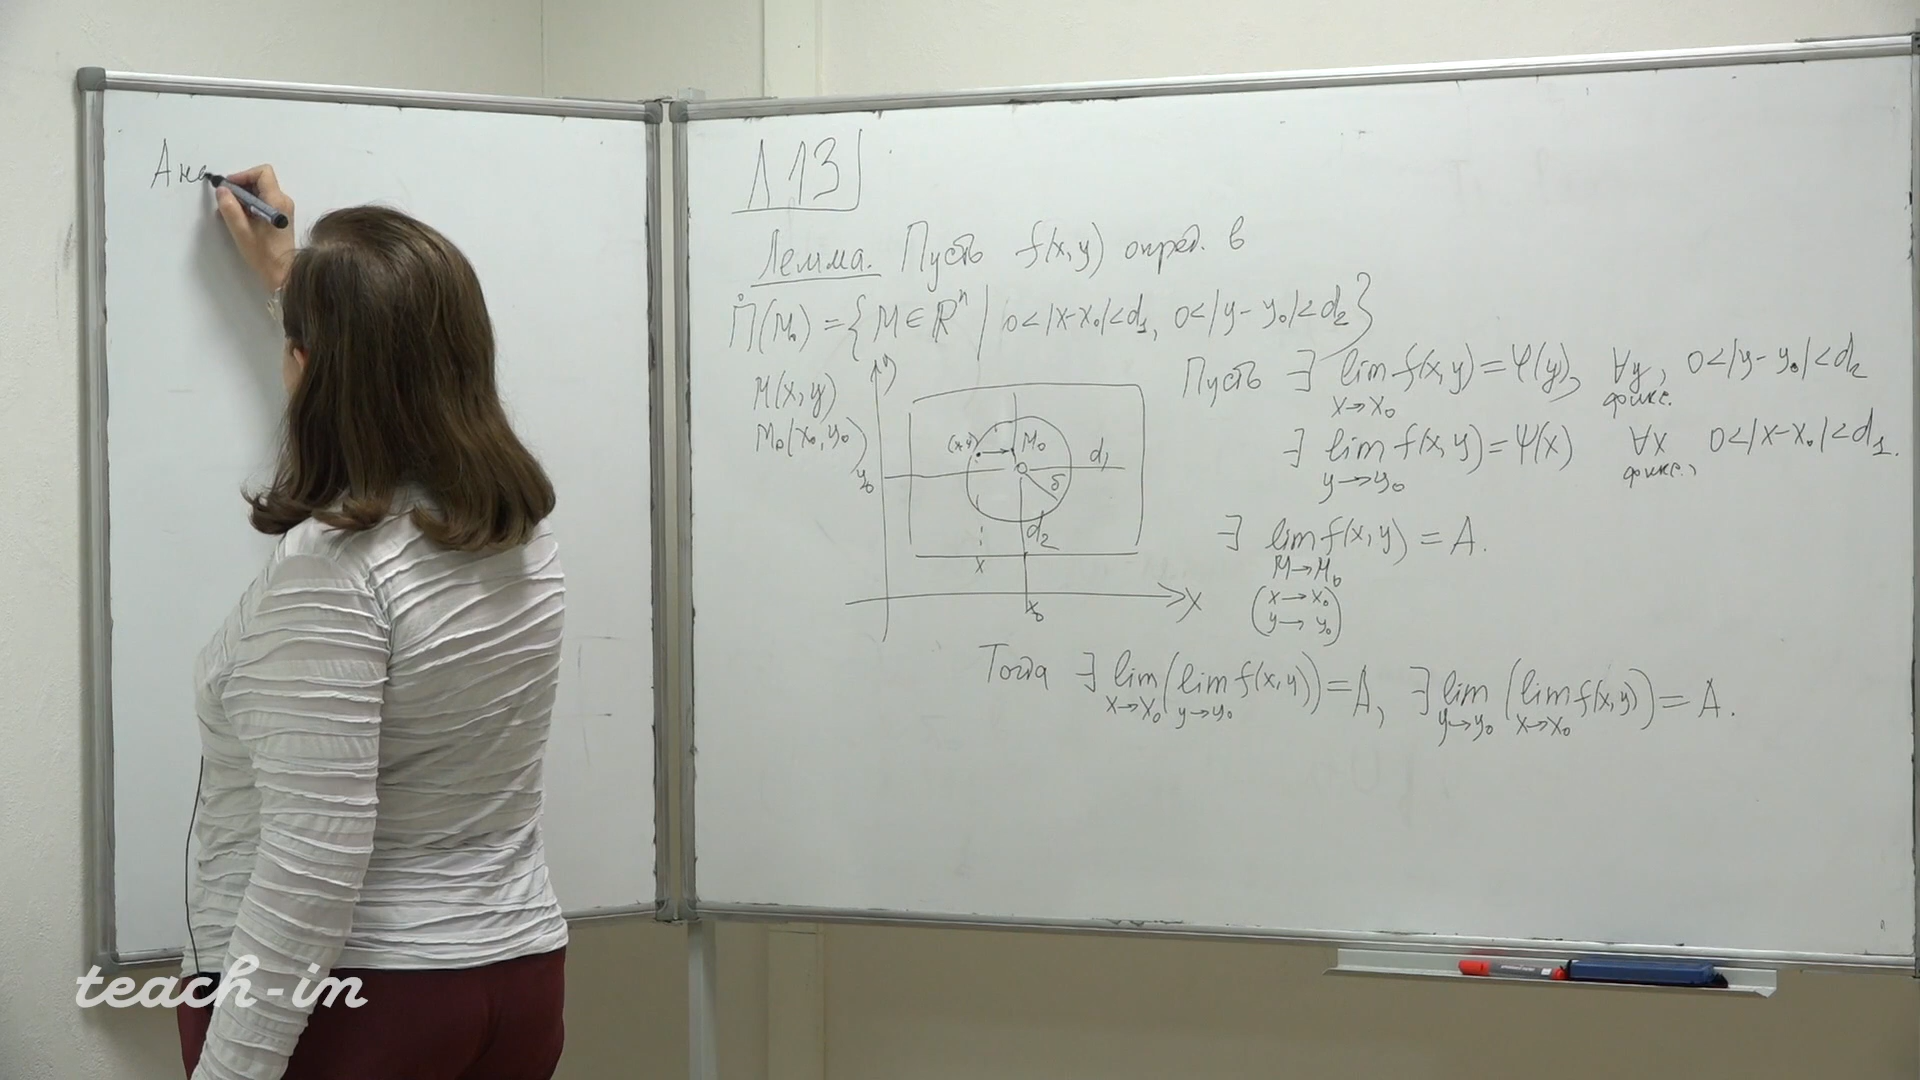 Ана
Л 13
Лемма. Пусть f(x,y) опред. в
Π̇(M₀) = {M ∈ ℝⁿ | 0<|x-x₀|<d₁, 0<|y-y₀|<d₂}
M(x,y)
M₀(x₀,y₀)
y
(x,y)
M₀
d₁
y₀
δ
d₂
x
x₀
X
Пусть ∃ lim f(x,y) = φ(y), ∀y, 0<|y-y₀|<d₂
x→x₀ фикс.
∃ lim f(x,y) = ψ(x) ∀x 0<|x-x₀|<d₁.
y→y₀ фикс.,
∃ lim f(x,y) = A.
M→M₀
(x→x₀
y→y₀)
Тогда ∃ lim (lim f(x,y)) = A, ∃ lim (lim f(x,y)) = A.
x→x₀ y→y₀ y→y₀ x→x₀
teach-in